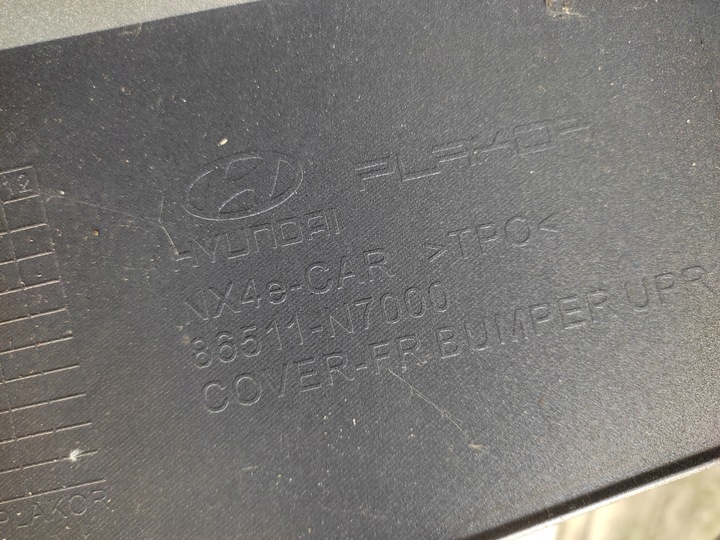 PLAKOR
HYUNDAI
NX4e-CAR >TPO<
86511-N7000
COVER-FR BUMPER UPR
12
PLAKOR